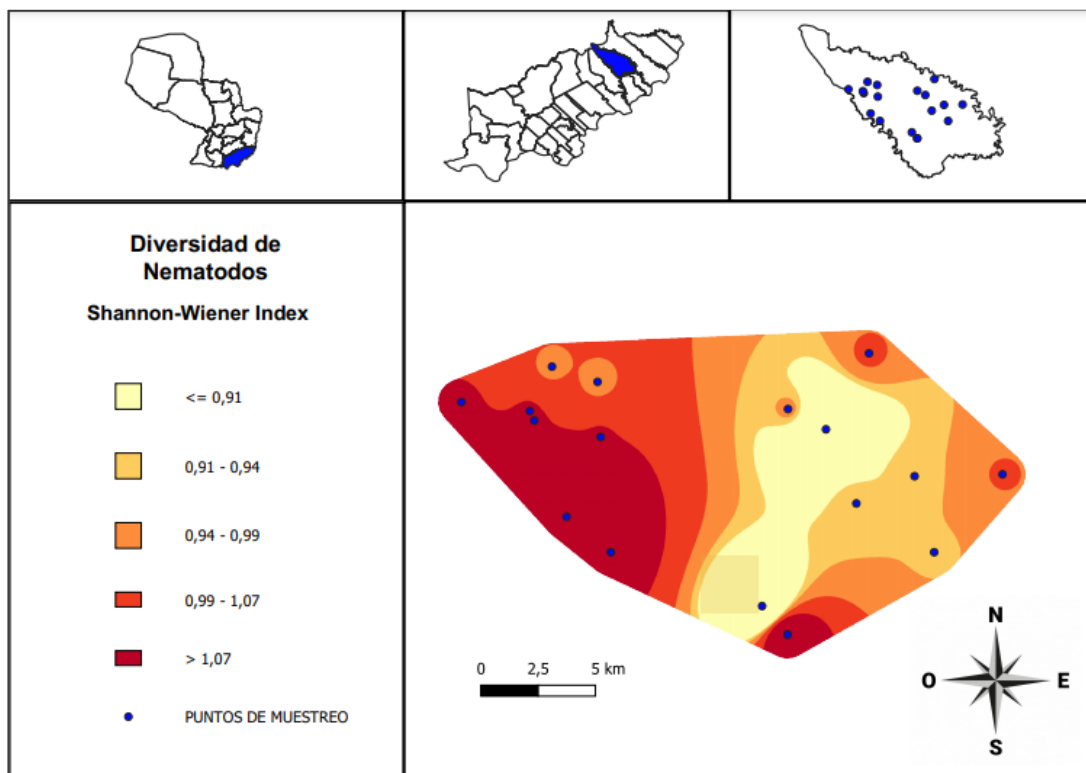 Diversidad de
Nematodos
Shannon-Wiener Index
<= 0,91
0,91 - 0,94
0,94 - 0,99
0,99 - 1,07
> 1,07
PUNTOS DE MUESTREO
0 2,5 5 km
N
O E
S